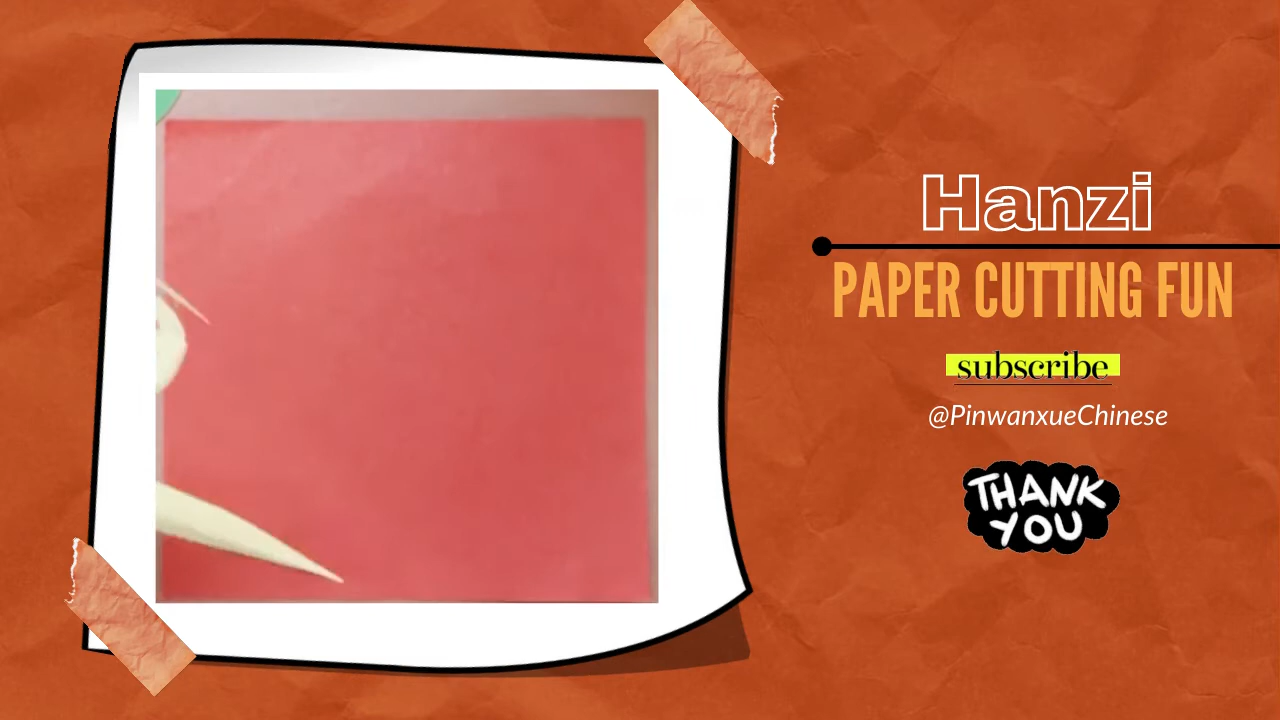 Hanzi
PAPER CUTTING FUN
subscribe
@PinwanxueChinese
THANK
YOU